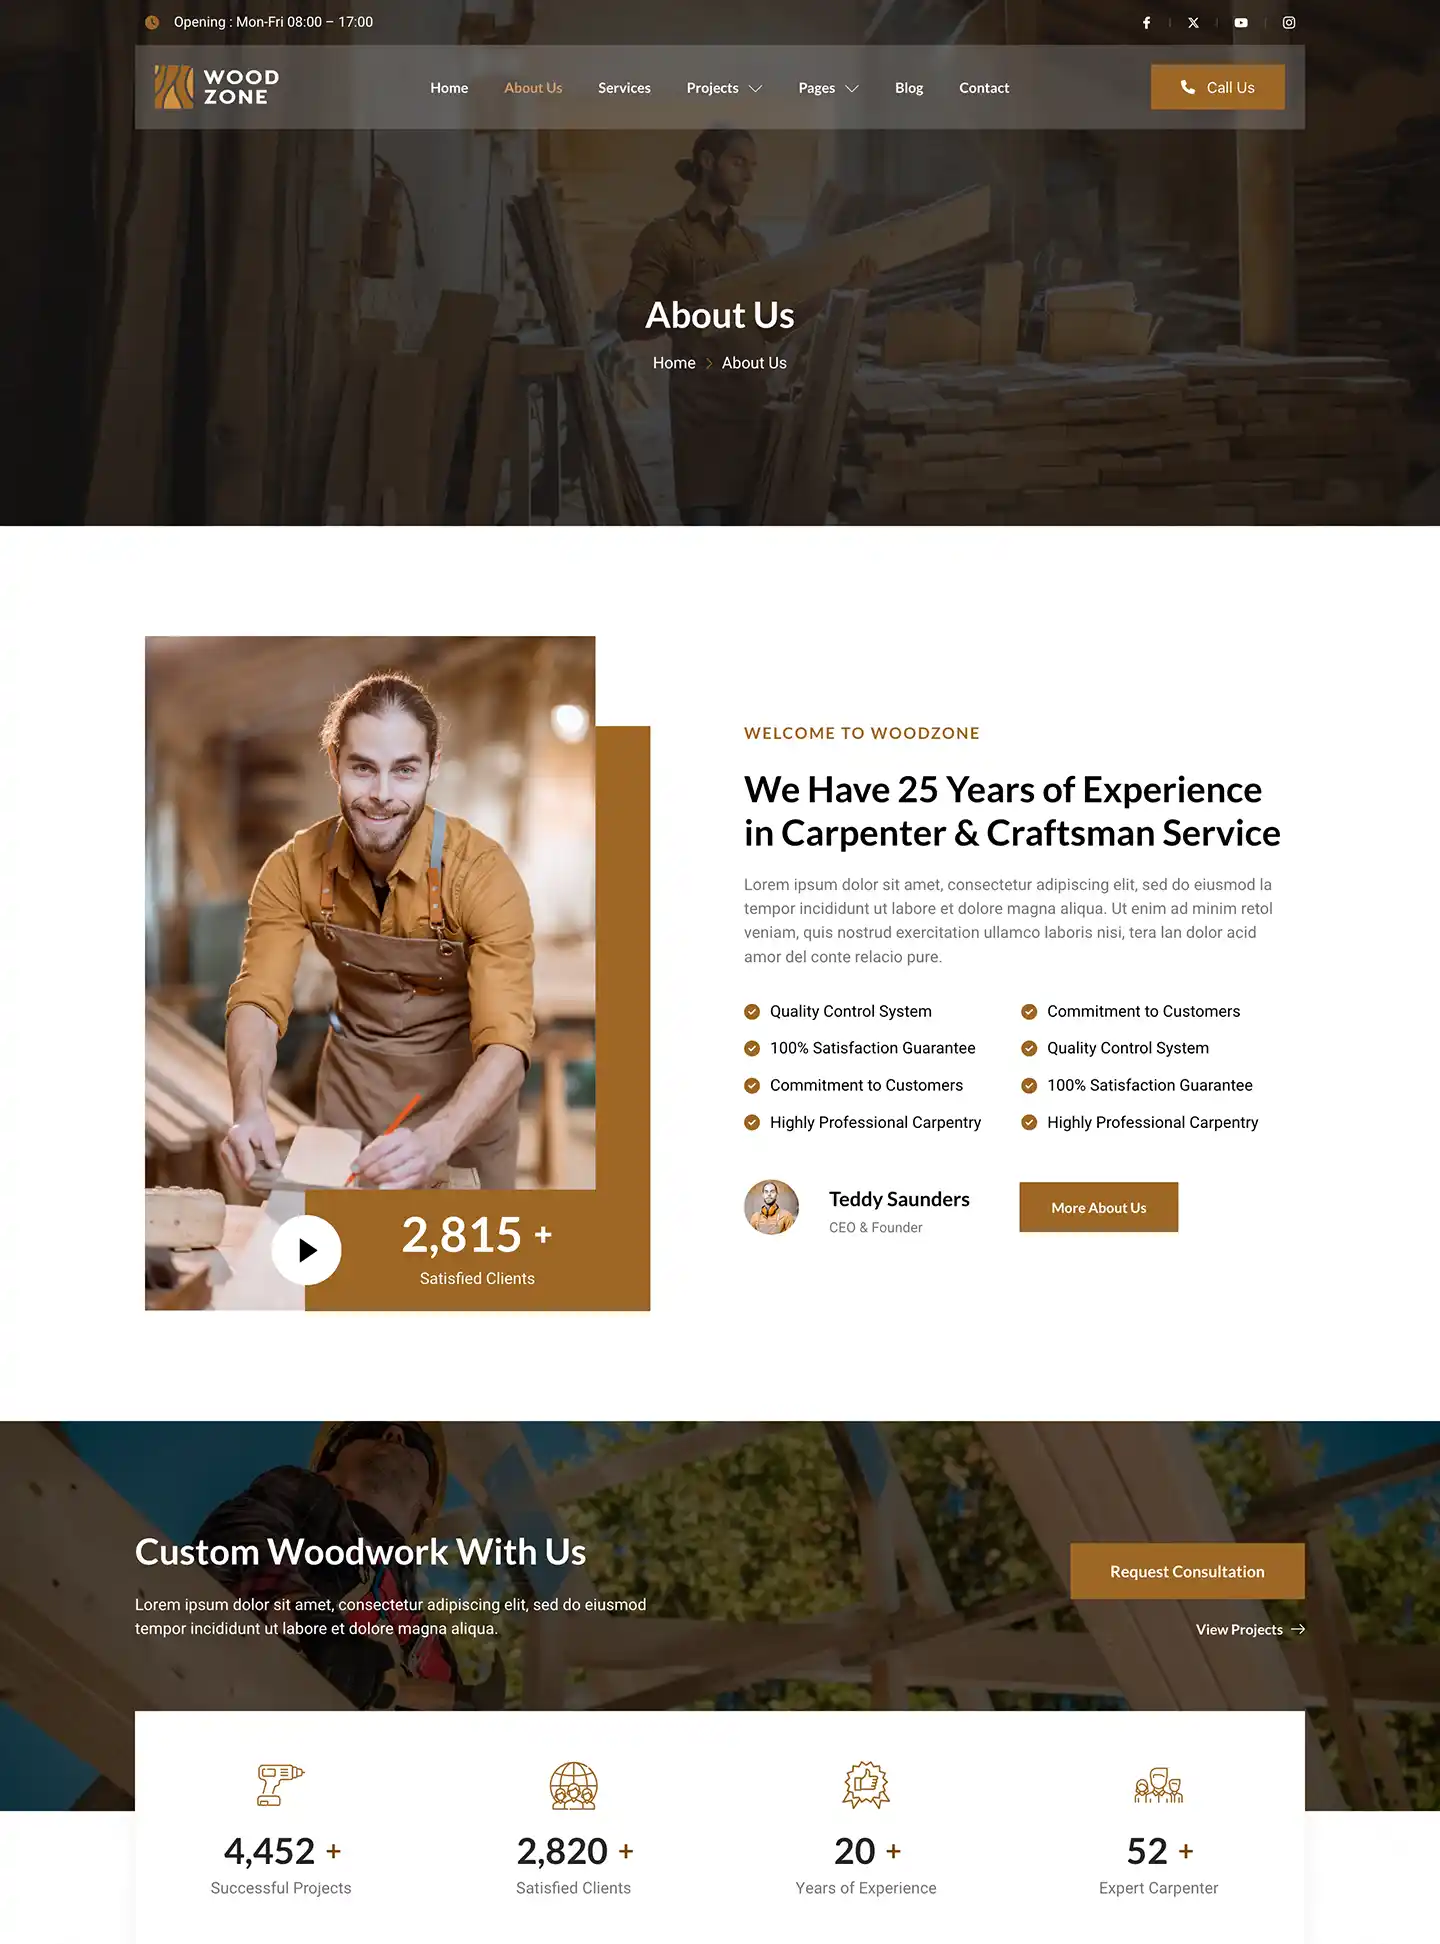 Opening : Mon-Fri 08:00 – 17:00
WOOD
ZONE
Home
About Us
Services
Projects
Pages
Blog
Contact
Call Us
About Us
Home
About Us
WELCOME TO WOODZONE
We Have 25 Years of Experience
in Carpenter & Craftsman Service
Lorem ipsum dolor sit amet, consectetur adipiscing elit, sed do eiusmod la
tempor incididunt ut labore et dolore magna aliqua. Ut enim ad minim retol
veniam, quis nostrud exercitation ullamco laboris nisi, tera lan dolor acid
amor del conte relacio pure.
Quality Control System
100% Satisfaction Guarantee
Commitment to Customers
Highly Professional Carpentry
Commitment to Customers
Quality Control System
100% Satisfaction Guarantee
Highly Professional Carpentry
Teddy Saunders
CEO & Founder
More About Us
2,815 +
Satisfied Clients
Custom Woodwork With Us
Lorem ipsum dolor sit amet, consectetur adipiscing elit, sed do eiusmod
tempor incididunt ut labore et dolore magna aliqua.
Request Consultation
View Projects
4,452 +
Successful Projects
2,820 +
Satisfied Clients
20 +
Years of Experience
52 +
Expert Carpenter